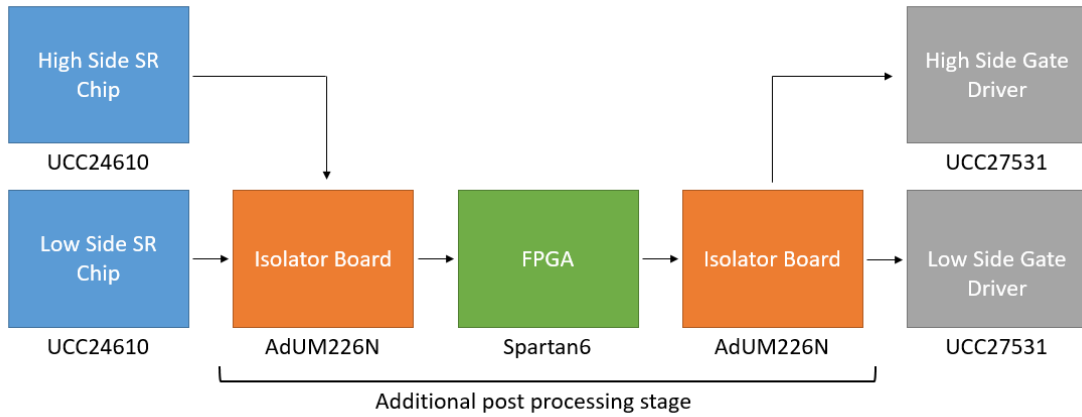 High Side SR
Chip
UCC24610
High Side Gate
Driver
UCC27531
Low Side SR
Chip
UCC24610
Isolator Board
AdUM226N
FPGA
Spartan6
Isolator Board
AdUM226N
Low Side Gate
Driver
UCC27531
Additional post processing stage